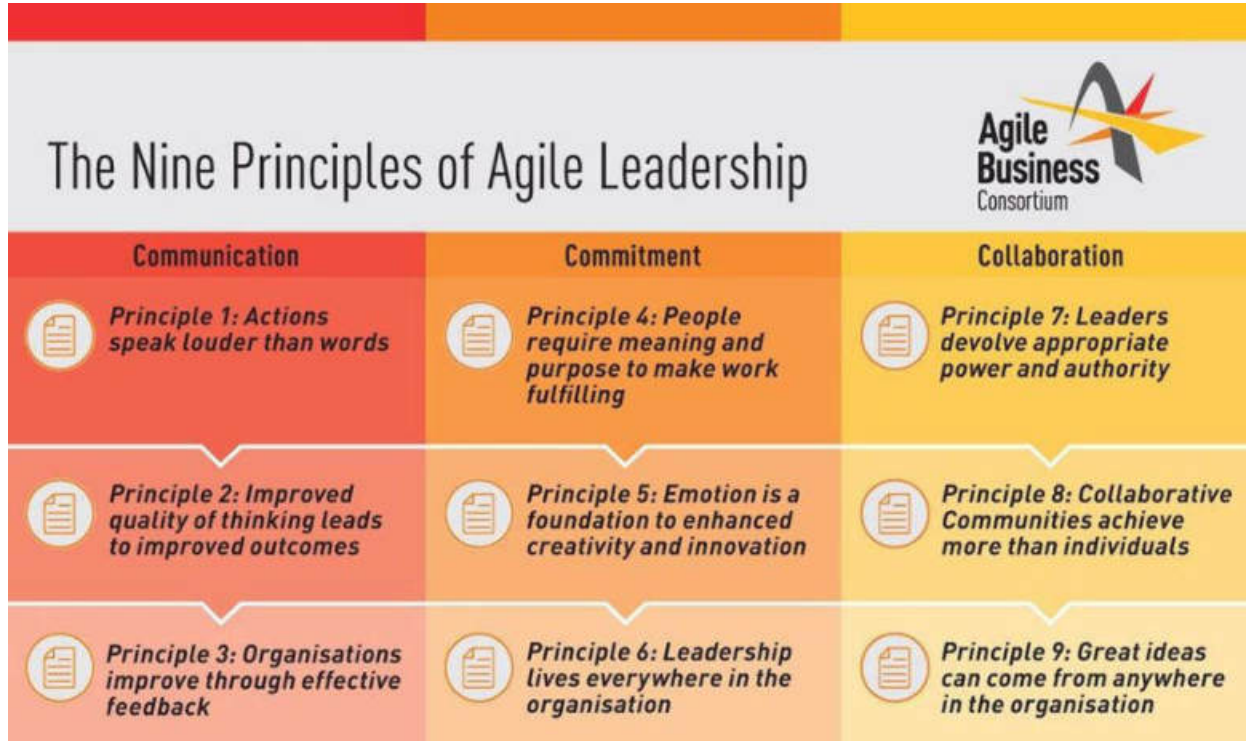 The Nine Principles of Agile Leadership
Agile
Business
Consortium
Communication
Principle 1: Actions
speak louder than words
Principle 2: Improved
quality of thinking leads
to improved outcomes
Principle 3: Organisations
improve through effective
feedback
Commitment
Principle 4: People
require meaning and
purpose to make work
fulfilling
Principle 5: Emotion is a
foundation to enhanced
creativity and innovation
Principle 6: Leadership
lives everywhere in the
organisation
Collaboration
Principle 7: Leaders
devolve appropriate
power and authority
Principle 8: Collaborative
Communities achieve
more than individuals
Principle 9: Great ideas
can come from anywhere
in the organisation